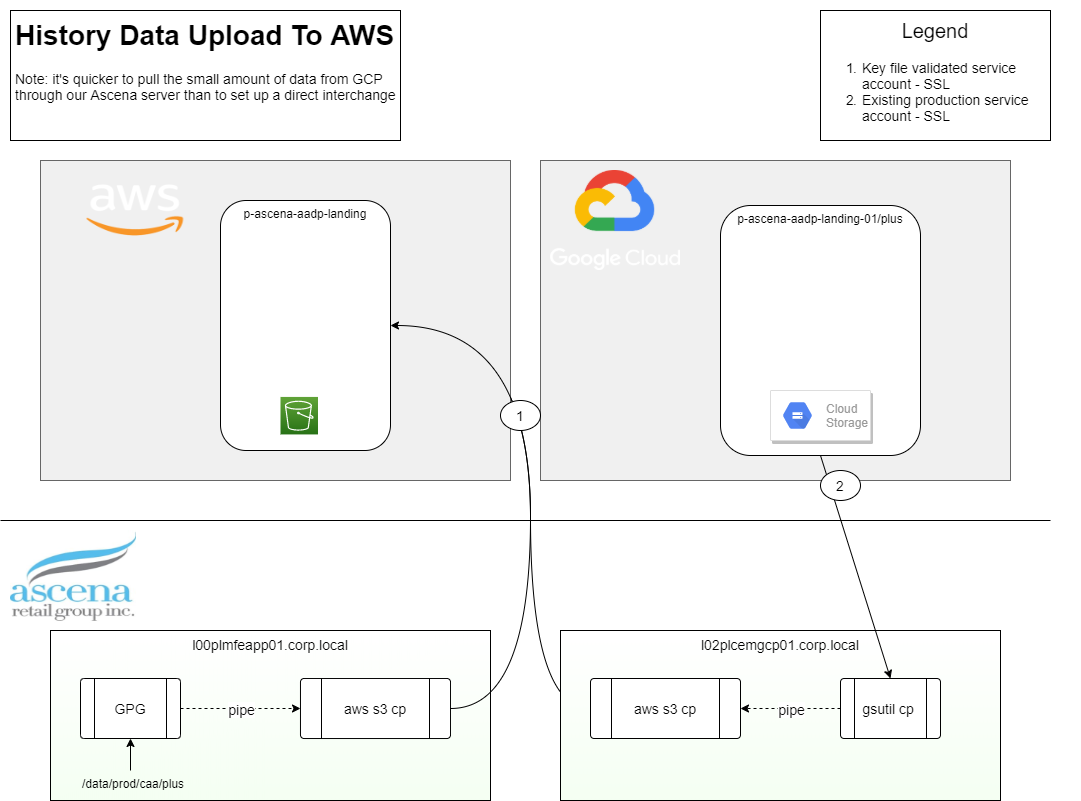 History Data Upload To AWS
Note: it's quicker to pull the small amount of data from GCP
through our Ascena server than to set up a direct interchange
Legend
1. Key file validated service
account - SSL
2. Existing production service
account - SSL
aws
p-ascena-aadp-landing
Google Cloud
p-ascena-aadp-landing-01/plus
Cloud
Storage
1
2
ascena
retail group inc.
l00plmfeapp01.corp.local
GPG
pipe
aws s3 cp
/data/prod/caa/plus
l02plcemgcp01.corp.local
aws s3 cp
pipe
gsutil cp